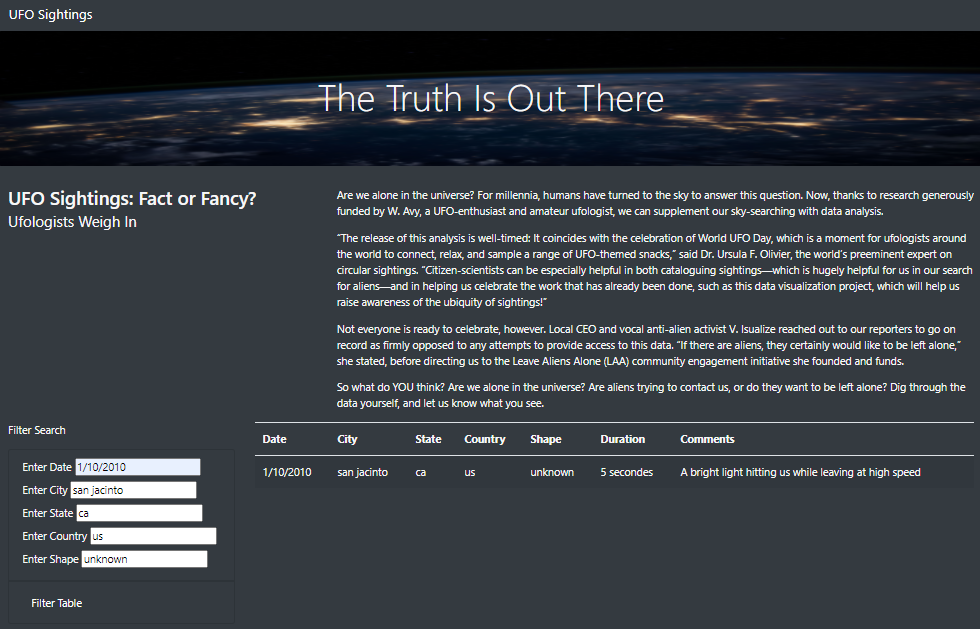 UFO Sightings
The Truth Is Out There
UFO Sightings: Fact or Fancy?
Ufologists Weigh In
Are we alone in the universe? For millennia, humans have turned to the sky to answer this question. Now, thanks to research generously
funded by W. Avy, a UFO-enthusiast and amateur ufologist, we can supplement our sky-searching with data analysis.
"The release of this analysis is well-timed: It coincides with the celebration of World UFO Day, which is a moment for ufologists around
the world to connect, relax, and sample a range of UFO-themed snacks," said Dr. Ursula F. Olivier, the world's preeminent expert on
circular sightings. "Citizen-scientists can be especially helpful in both cataloguing sightings—which is hugely helpful for us in our search
for aliens—and in helping us celebrate the work that has already been done, such as this data visualization project, which will help us
raise awareness of the ubiquity of sightings!"
Not everyone is ready to celebrate, however. Local CEO and vocal anti-alien activist V. Isualize reached out to our reporters to go on
record as firmly opposed to any attempts to provide access to this data. "If there are aliens, they certainly would like to be left alone,"
she stated, before directing us to the Leave Aliens Alone (LAA) community engagement initiative she founded and funds.
So what do YOU think? Are we alone in the universe? Are aliens trying to contact us, or do they want to be left alone? Dig through the
data yourself, and let us know what you see.
Filter Search
Enter Date 1/10/2010
Enter City san jacinto
Enter State ca
Enter Country us
Enter Shape unknown
Filter Table
Date City State Country Shape Duration Comments
1/10/2010 san jacinto ca us unknown 5 secondes A bright light hitting us while leaving at high speed